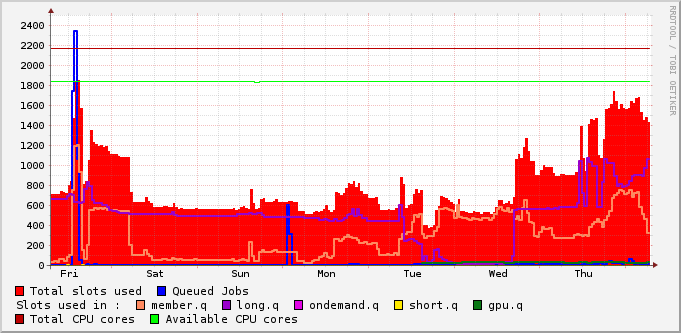 RRDTOOL / TOBI OETIKER
2400
2200
2000
1800
1600
1400
1200
1000
800
600
400
200
0
Fri Sat Sun Mon Tue Wed Thu
Total slots used Queued Jobs
Slots used in : member.q long.q ondemand.q short.q gpu.q
Total CPU cores Available CPU cores